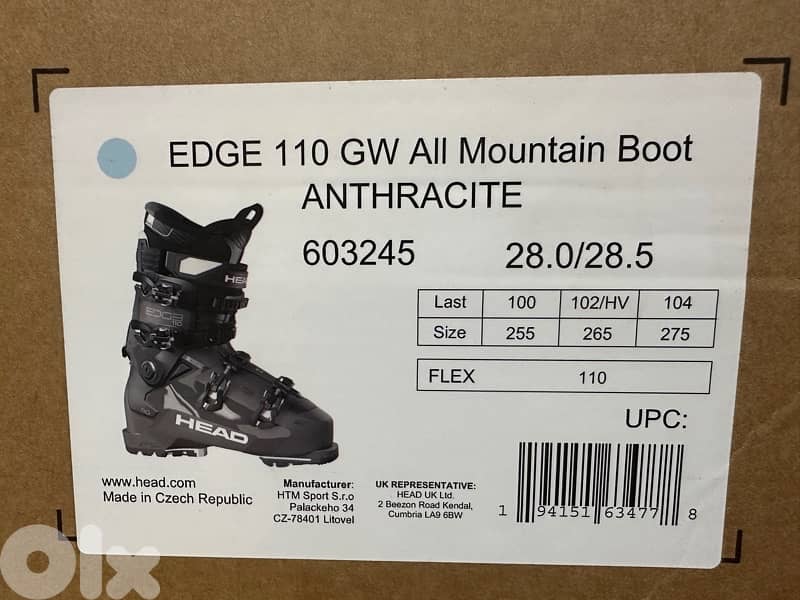 EDGE 110 GW All Mountain Boot
ANTHRACITE
603245 28.0/28.5
Last 100 102/HV 104
Size 255 265 275
FLEX 110
HEAD
EDGE
110
HEAD
UPC:
www.head.com
Made in Czech Republic
Manufacturer:
HTM Sport S.r.o
Palackeho 34
CZ-78401 Litovel
UK REPRESENTATIVE:
HEAD UK Ltd.
2 Beezon Road Kendal,
Cumbria LA9 6BW
1 94151 63477 8
Olx